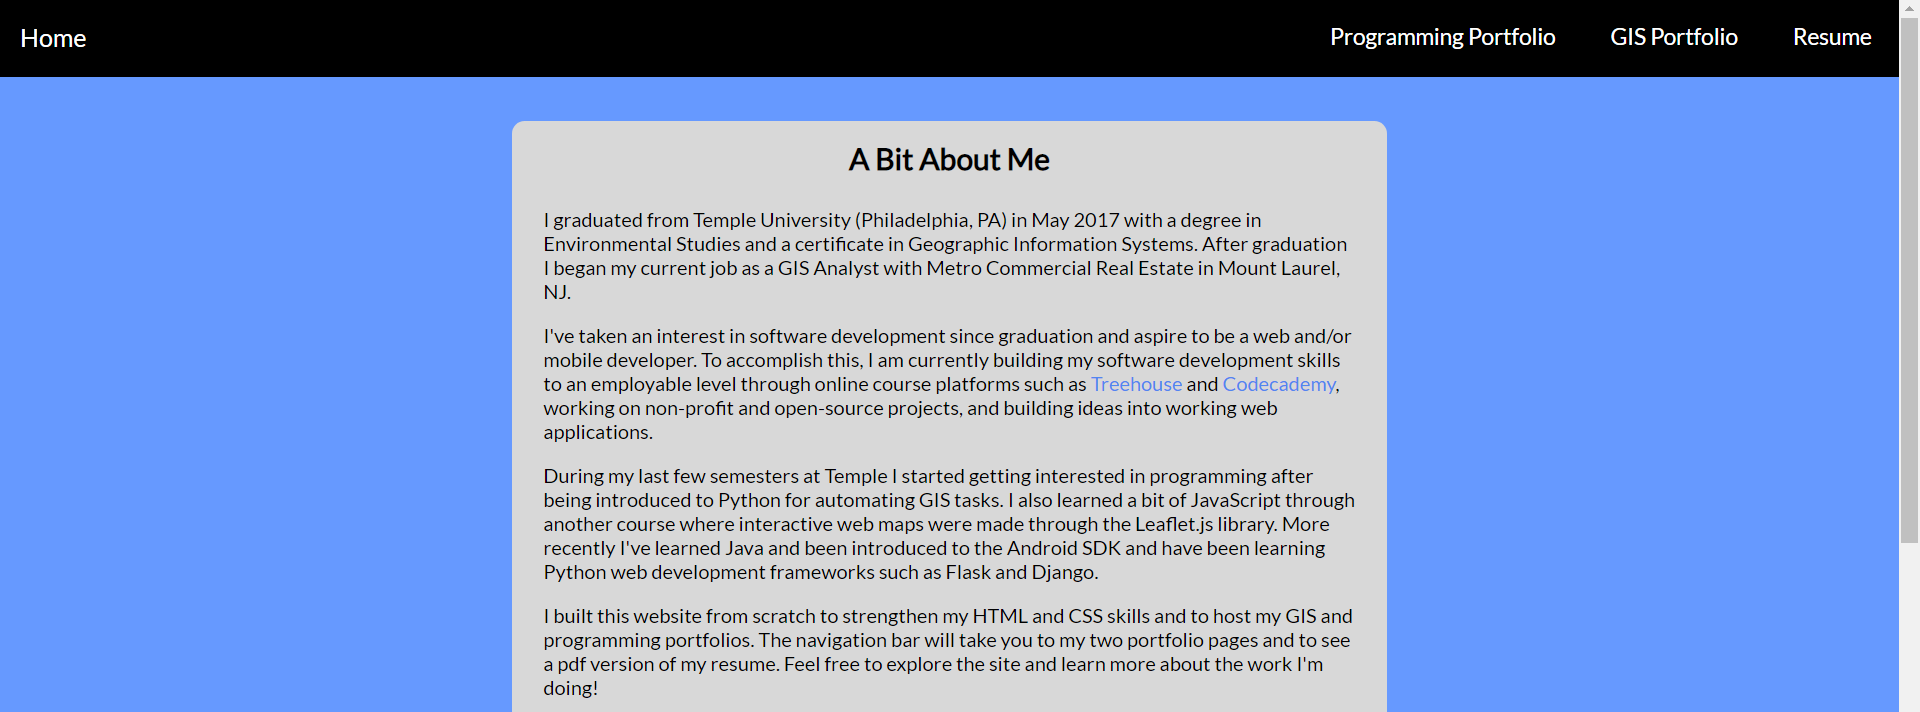 Home
Programming Portfolio
GIS Portfolio
Resume
A Bit About Me
I graduated from Temple University (Philadelphia, PA) in May 2017 with a degree in
Environmental Studies and a certificate in Geographic Information Systems. After graduation
I began my current job as a GIS Analyst with Metro Commercial Real Estate in Mount Laurel,
NJ.
I've taken an interest in software development since graduation and aspire to be a web and/or
mobile developer. To accomplish this, I am currently building my software development skills
to an employable level through online course platforms such as Treehouse and Codecademy,
working on non-profit and open-source projects, and building ideas into working web
applications.
During my last few semesters at Temple I started getting interested in programming after
being introduced to Python for automating GIS tasks. I also learned a bit of JavaScript through
another course where interactive web maps were made through the Leaflet.js library. More
recently I've learned Java and been introduced to the Android SDK and have been learning
Python web development frameworks such as Flask and Django.
I built this website from scratch to strengthen my HTML and CSS skills and to host my GIS and
programming portfolios. The navigation bar will take you to my two portfolio pages and to see
a pdf version of my resume. Feel free to explore the site and learn more about the work I'm
doing!